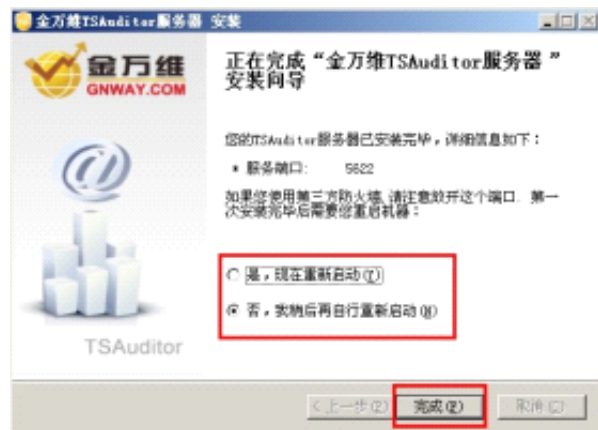 金万维TSAuditor服务器 安装
金万维
GNWAY.COM
正在完成“金万维TSAuditor服务器”
安装向导
您的TSAuditor服务器已安装完毕，详细信息如下：
* 服务端口: 5622
如果您使用第三方防火墙,请注意放开这个端口. 第一
次安装完毕后需要您重启机器：
是，现在重新启动(Y)
否，我稍后再自行重新启动(N)
TSAuditor
<上一步(P) 完成(F) 取消(C)